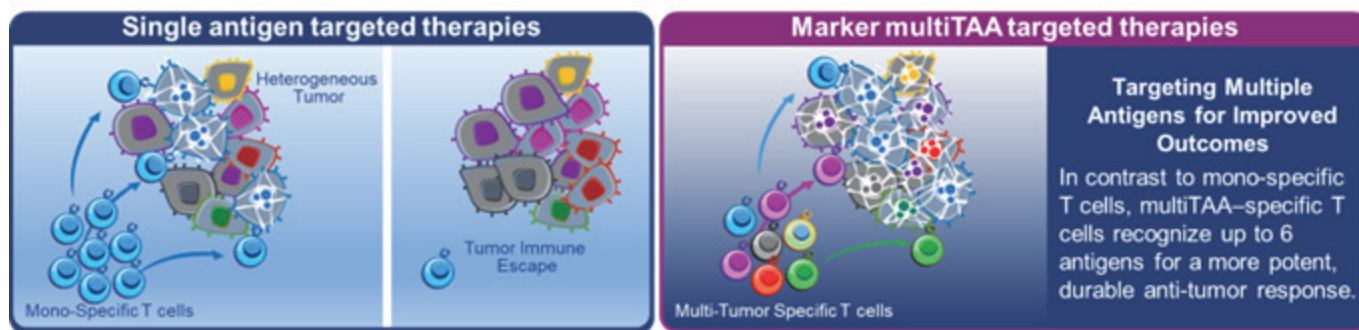 Single antigen targeted therapies
Heterogeneous
Tumor
Mono-Specific T cells
Tumor Immune
Escape
Marker multiTAA targeted therapies
Multi-Tumor Specific T cells
Targeting Multiple
Antigens for Improved
Outcomes
In contrast to mono-specific
T cells, multiTAA–specific T
cells recognize up to 6
antigens for a more potent,
durable anti-tumor response.